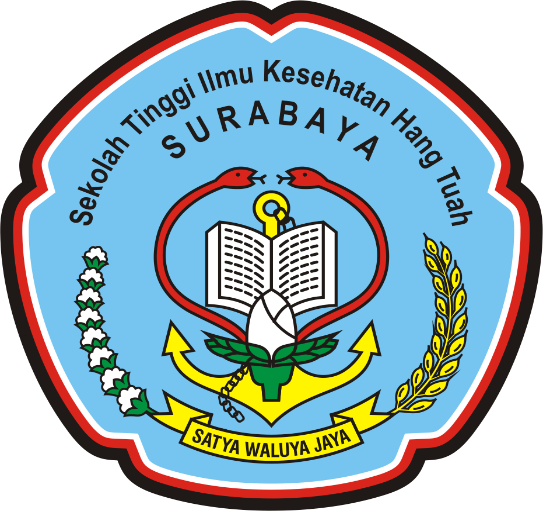 Sekolah Tinggi Ilmu Kesehatan Hang Tuah
SURABAYA
SATYA WALUYA JAYA